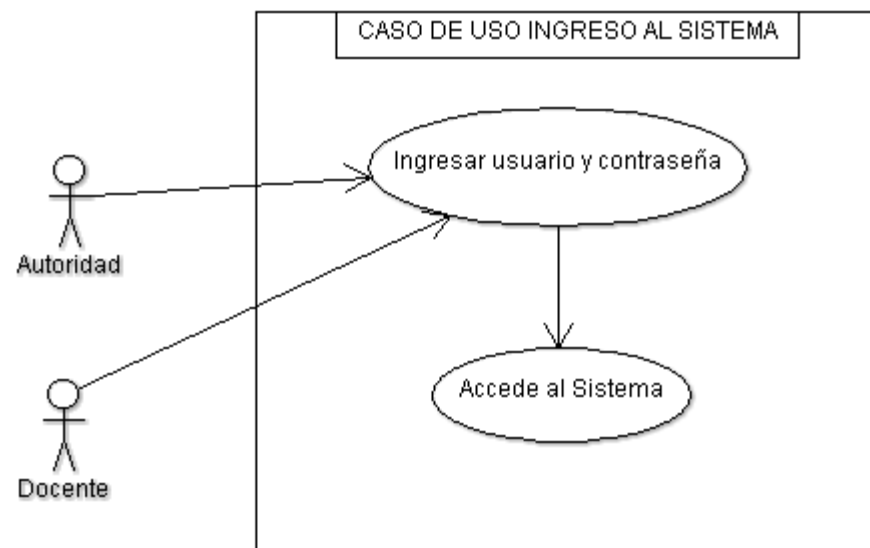 CASO DE USO INGRESO AL SISTEMA
Ingresar usuario y contraseña
Autoridad
Accede al Sistema
Docente